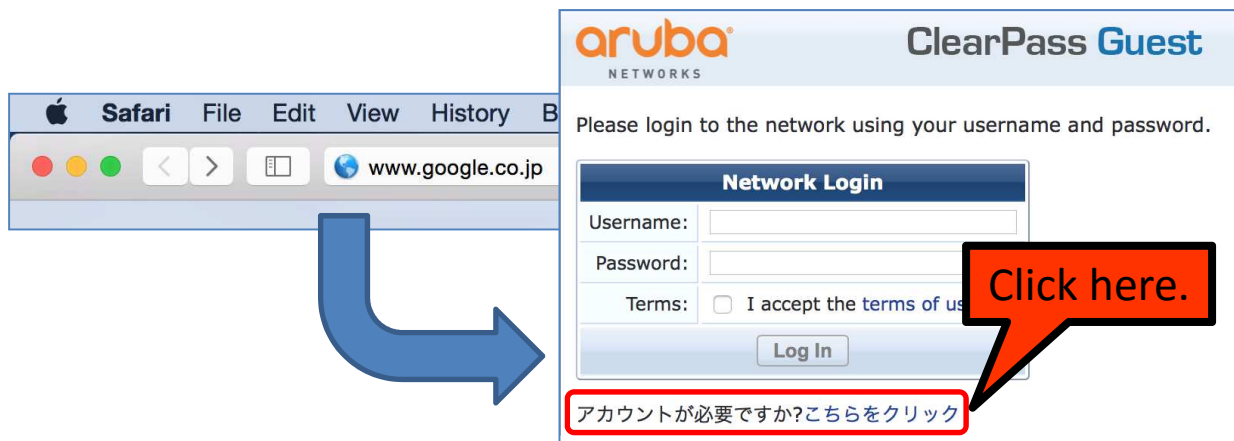 Safari File Edit View History B
www.google.co.jp
aruba
NETWORKS
ClearPass Guest
Please login to the network using your username and password.
Network Login
Username:
Password:
Terms: I accept the terms of us
Log In
Click here.
アカウントが必要ですか?こちらをクリック